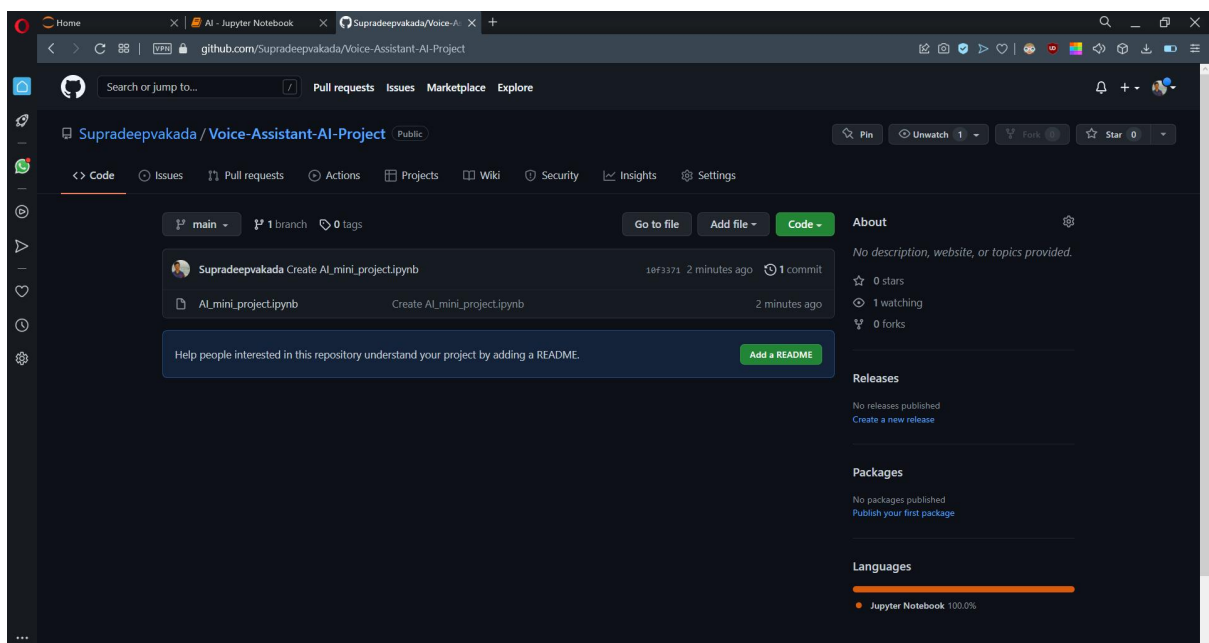 Home
AI - Jupyter Notebook
Supradeepvakada/Voice-As
VPN github.com/Supradeepvakada/Voice-Assistant-AI-Project
Search or jump to... /
Pull requests Issues Marketplace Explore
Supradeepvakada / Voice-Assistant-AI-Project Public
Pin Unwatch 1 Fork 0 Star 0
<> Code Issues Pull requests Actions Projects Wiki Security Insights Settings
main 1 branch 0 tags
Go to file Add file Code
Supradeepvakada Create AI_mini_project.ipynb
10f3371 2 minutes ago 1 commit
AI_mini_project.ipynb Create AI_mini_project.ipynb 2 minutes ago
Help people interested in this repository understand your project by adding a README.
Add a README
About
No description, website, or topics provided.
0 stars
1 watching
0 forks
Releases
No releases published
Create a new release
Packages
No packages published
Publish your first package
Languages
Jupyter Notebook 100.0%